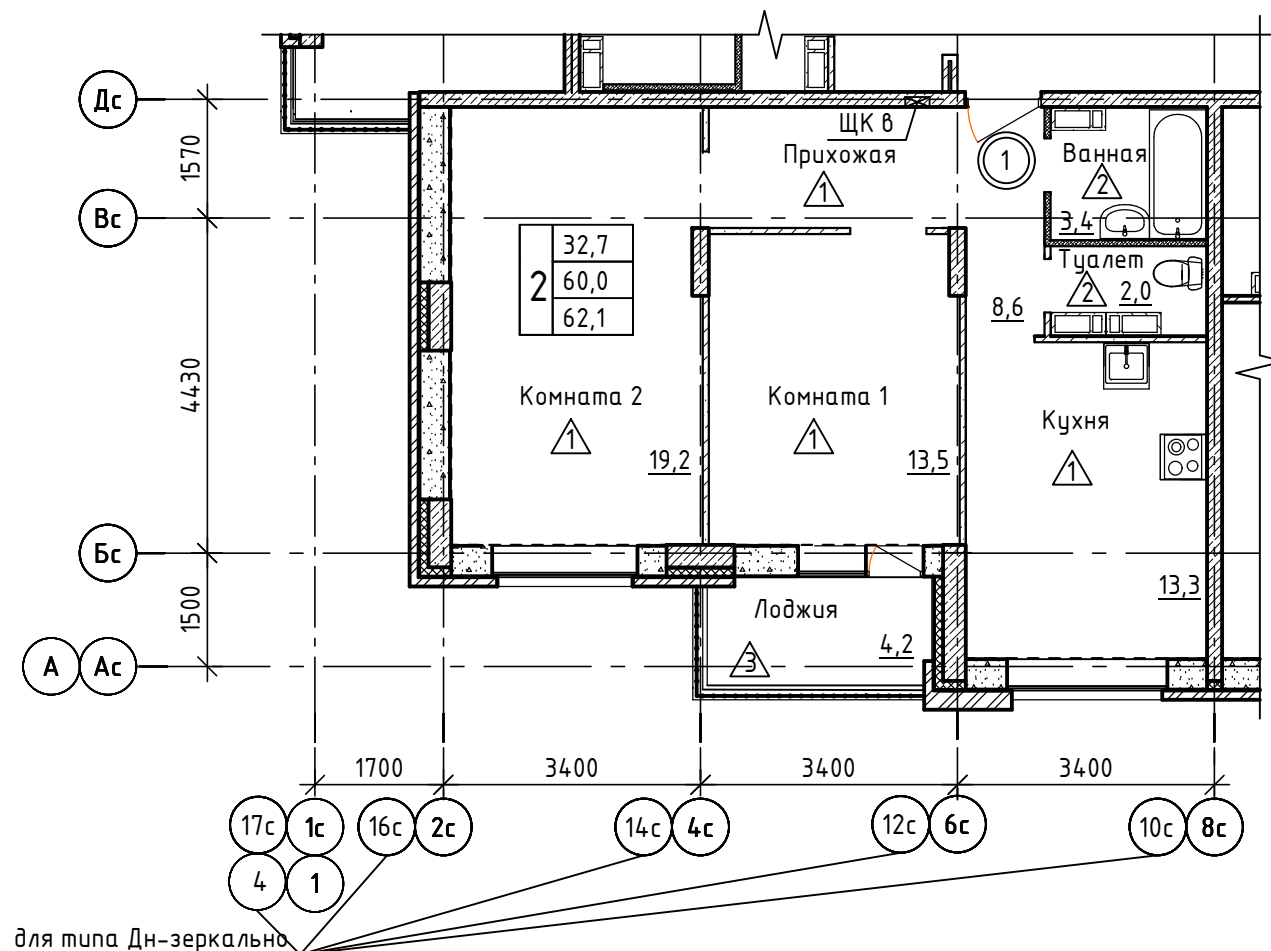 Дс
ЩК в
1570
Прихожая
1
1
Ванная
2
Вс
3,4
32,7
2
60,0
62,1
Туалет
2
2,0
8,6
4430
Комната 2
1
19,2
Комната 1
1
13,5
Кухня
1
Бс
13,3
1500
Лоджия
3
4,2
А
Ас
1700
3400
3400
3400
17с
1с
16с
2с
14с
4с
12с
6с
10с
8с
4
1
для типа Дн-зеркально